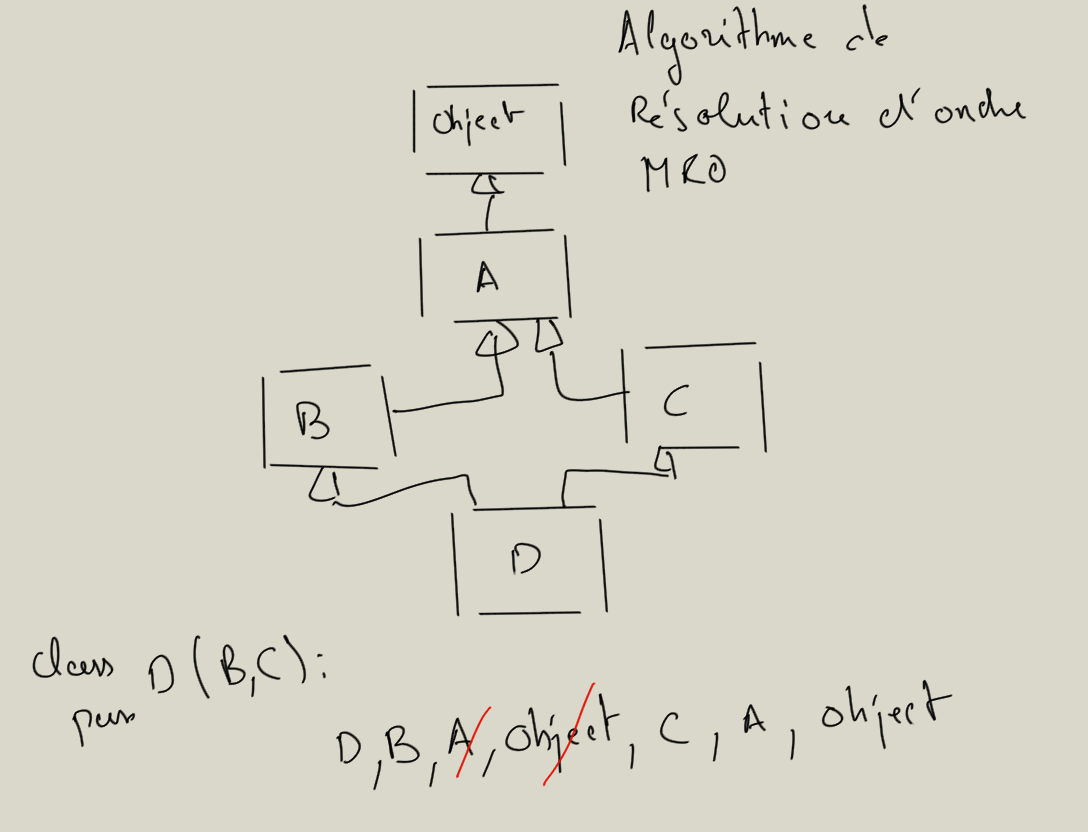 Algorithme de
Résolution d'ordre
MRO
Object
A
B
C
D
class D(B,C):
pass
D, B, A, Object, C, A, object